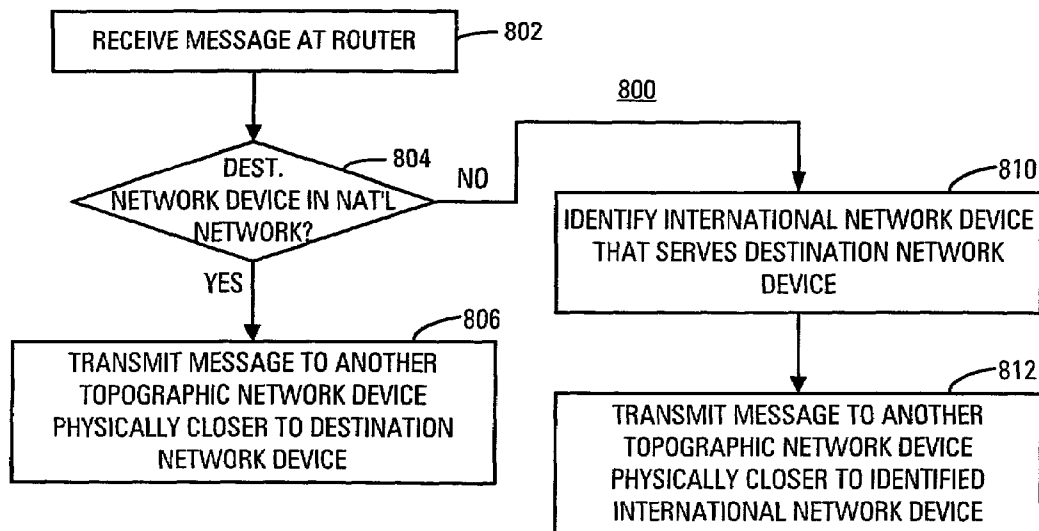 RECEIVE MESSAGE AT ROUTER
802
800
DEST.
NETWORK DEVICE IN NAT'L
NETWORK?
804
NO
YES
806
TRANSMIT MESSAGE TO ANOTHER
TOPOGRAPHIC NETWORK DEVICE
PHYSICALLY CLOSER TO DESTINATION
NETWORK DEVICE
810
IDENTIFY INTERNATIONAL NETWORK DEVICE
THAT SERVES DESTINATION NETWORK
DEVICE
812
TRANSMIT MESSAGE TO ANOTHER
TOPOGRAPHIC NETWORK DEVICE
PHYSICALLY CLOSER TO IDENTIFIED
INTERNATIONAL NETWORK DEVICE